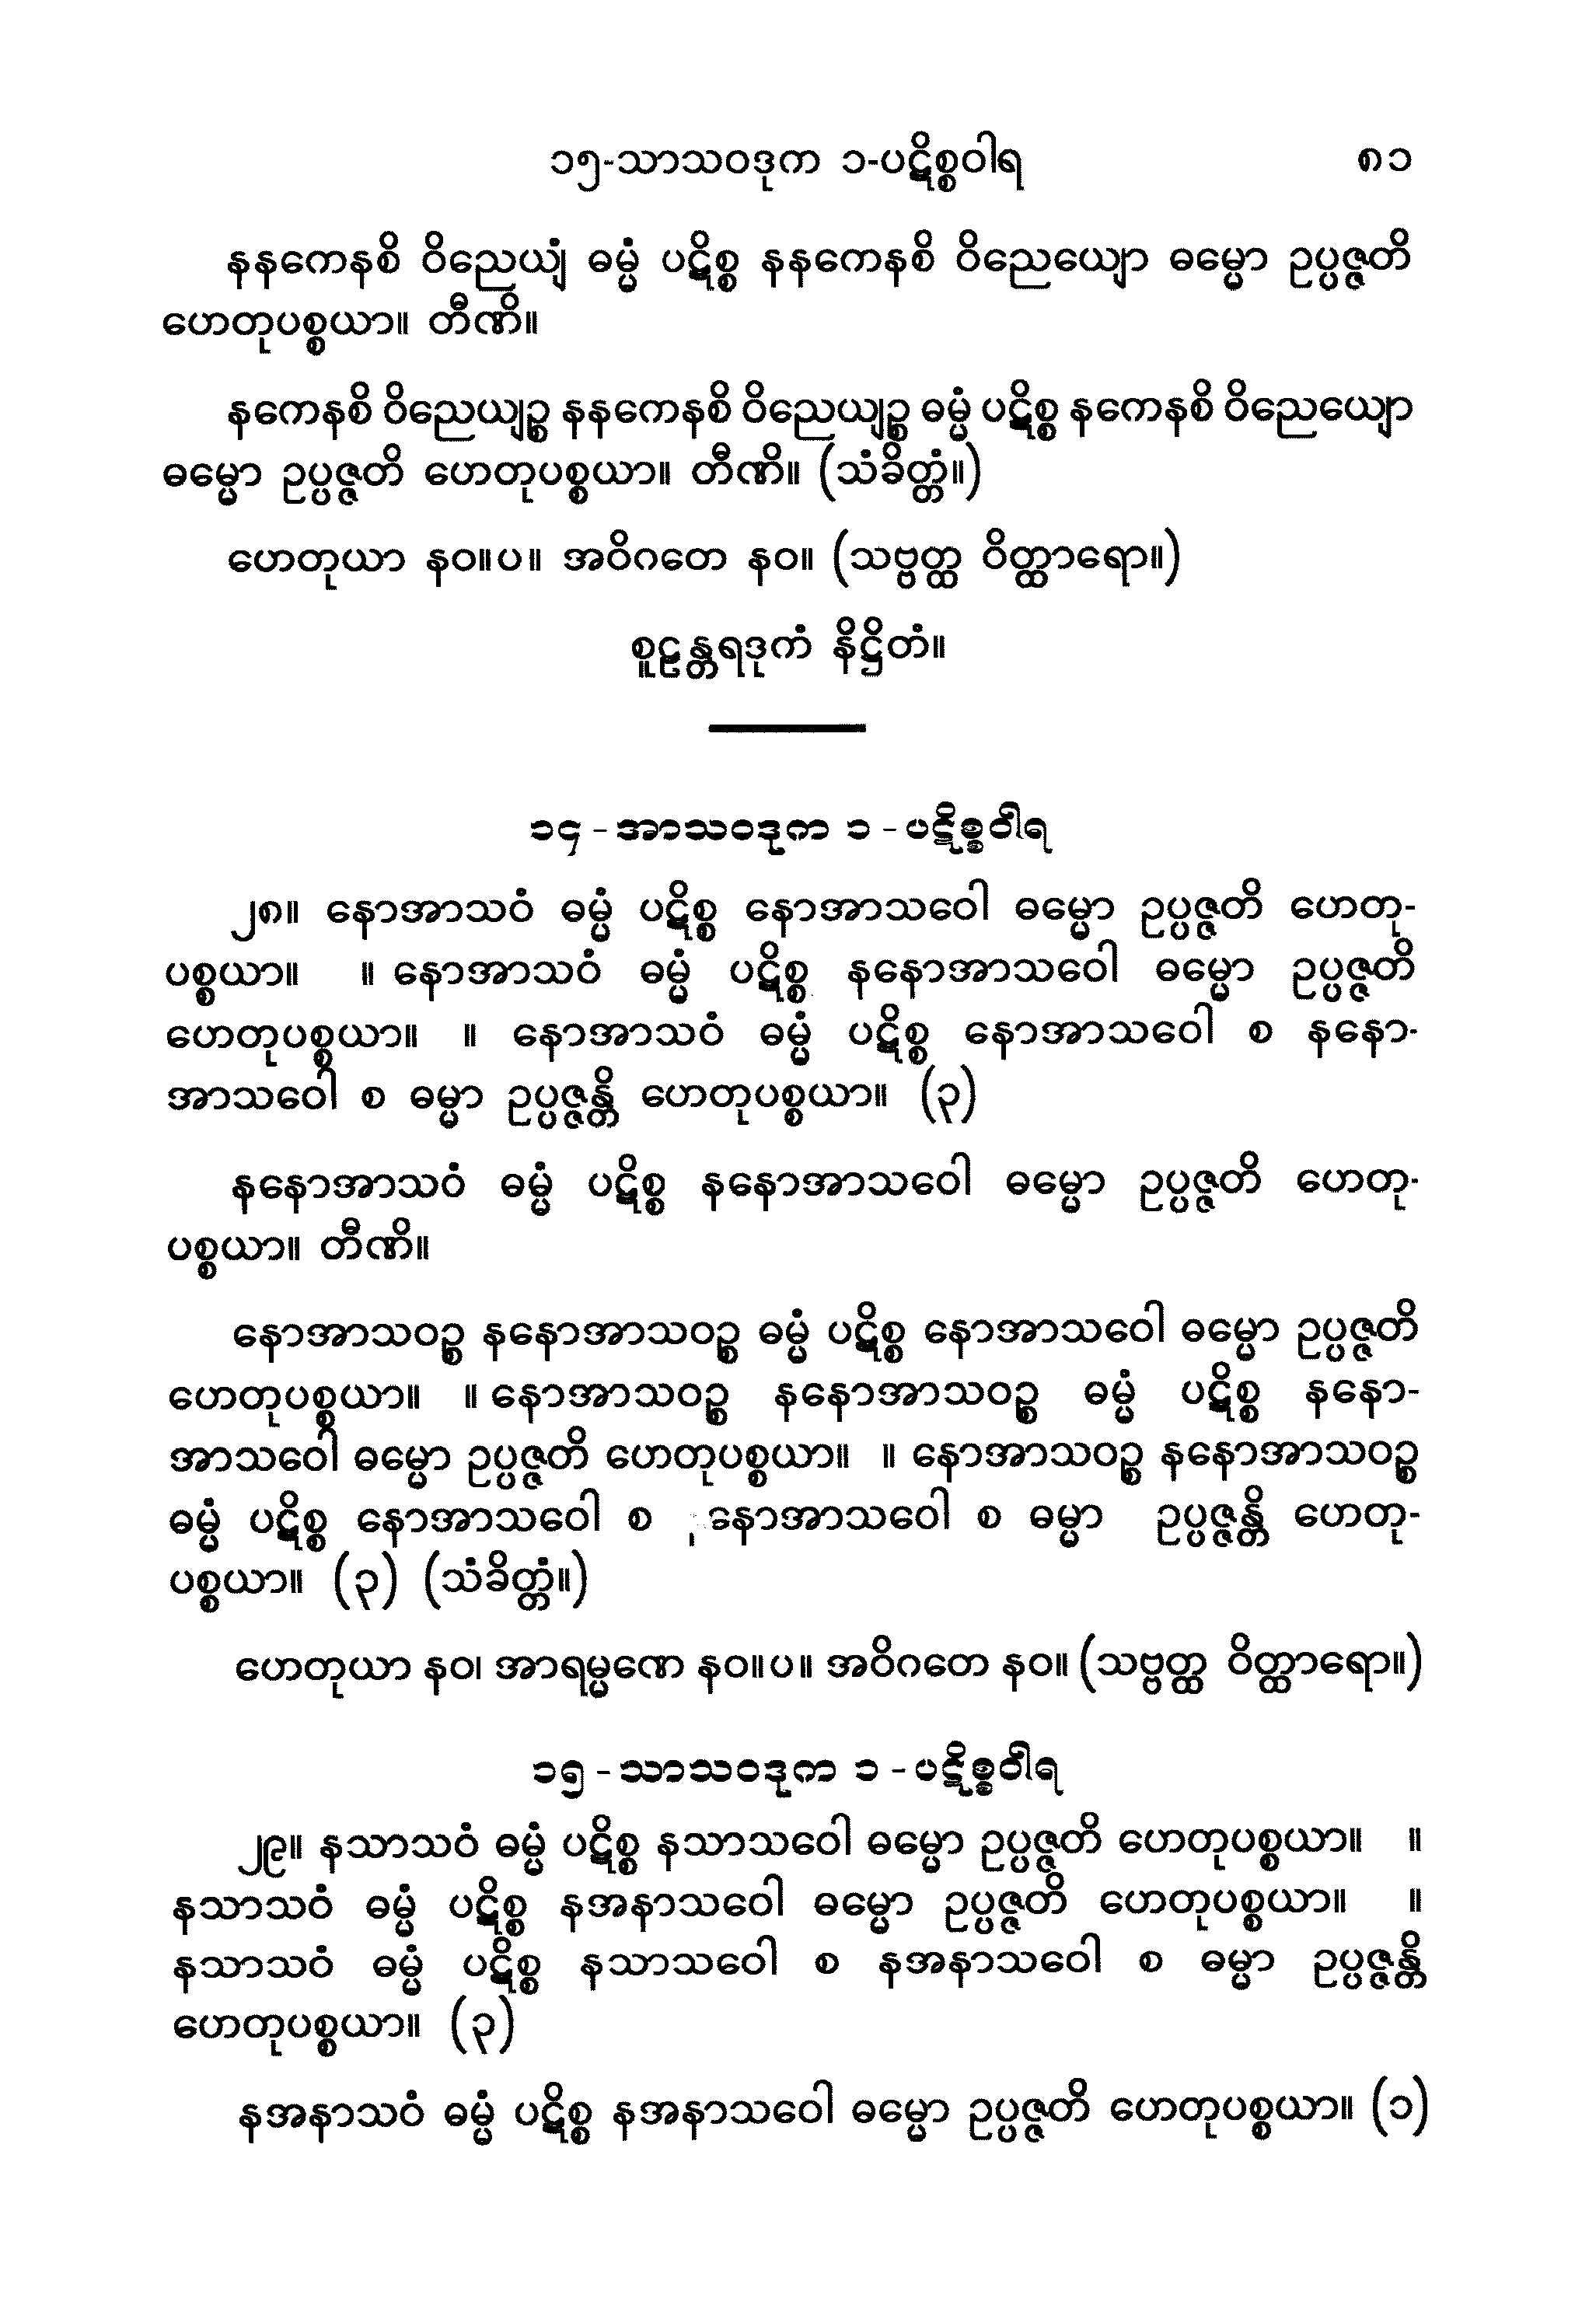 ၁၅-သာသဝဒုက ၁-ပဋိစ္စဝါရ ၈၁
နနကေနစိ ဝိညေယျံ ဓမ္မံ ပဋိစ္စ နနကေနစိ ဝိညေယျော ဓမ္မော ဥပ္ပဇ္ဇတိ
ဟေတုပစ္စယာ။ တီဏိ။
နကေနစိ ဝိညေယျဉ္စ နနကေနစိ ဝိညေယျဉ္စ ဓမ္မံ ပဋိစ္စ နကေနစိ ဝိညေယျော
ဓမ္မော ဥပ္ပဇ္ဇတိ ဟေတုပစ္စယာ။ တီဏိ။ (သံခိတ္တံ။)
ဟေတုယာ နဝ။ပ။ အဝိဂတေ နဝ။ (သဗ္ဗတ္ထ ဝိတ္ထာရော။)
စူဠန္တရဒုကံ နိဋ္ဌိတံ။
၁၄ - အာသဝဒုက ၁ - ပဋိစ္စဝါရ
၂၈။ နောအာသဝံ ဓမ္မံ ပဋိစ္စ နောအာသဝေါ ဓမ္မော ဥပ္ပဇ္ဇတိ ဟေတု-
ပစ္စယာ။ ။ နောအာသဝံ ဓမ္မံ ပဋိစ္စ နနောအာသဝေါ ဓမ္မော ဥပ္ပဇ္ဇတိ
ဟေတုပစ္စယာ။ ။ နောအာသဝံ ဓမ္မံ ပဋိစ္စ နောအာသဝေါ စ နနော-
အာသဝေါ စ ဓမ္မာ ဥပ္ပဇ္ဇန္တိ ဟေတုပစ္စယာ။ (၃)
နနောအာသဝံ ဓမ္မံ ပဋိစ္စ နနောအာသဝေါ ဓမ္မော ဥပ္ပဇ္ဇတိ ဟေတု-
ပစ္စယာ။ တီဏိ။
နောအာသဝဉ္စ နနောအာသဝဉ္စ ဓမ္မံ ပဋိစ္စ နောအာသဝေါ ဓမ္မော ဥပ္ပဇ္ဇတိ
ဟေတုပစ္စယာ။ ။ နောအာသဝဉ္စ နနောအာသဝဉ္စ ဓမ္မံ ပဋိစ္စ နနော-
အာသဝေါ ဓမ္မော ဥပ္ပဇ္ဇတိ ဟေတုပစ္စယာ။ ။ နောအာသဝဉ္စ နနောအာသဝဉ္စ
ဓမ္မံ ပဋိစ္စ နောအာသဝေါ စ နနောအာသဝေါ စ ဓမ္မာ ဥပ္ပဇ္ဇန္တိ ဟေတု-
ပစ္စယာ။ (၃) (သံခိတ္တံ။)
ဟေတုယာ နဝ၊ အာရမ္မဏေ နဝ။ပ။ အဝိဂတေ နဝ။ (သဗ္ဗတ္ထ ဝိတ္ထာရော။)
၁၅ - သာသဝဒုက ၁ - ပဋိစ္စဝါရ
၂၉။ နသာသဝံ ဓမ္မံ ပဋိစ္စ နသာသဝေါ ဓမ္မော ဥပ္ပဇ္ဇတိ ဟေတုပစ္စယာ။ ။
နသာသဝံ ဓမ္မံ ပဋိစ္စ နအနာသဝေါ ဓမ္မော ဥပ္ပဇ္ဇတိ ဟေတုပစ္စယာ။ ။
နသာသဝံ ဓမ္မံ ပဋိစ္စ နသာသဝေါ စ နအနာသဝေါ စ ဓမ္မာ ဥပ္ပဇ္ဇန္တိ
ဟေတုပစ္စယာ။ (၃)
နအနာသဝံ ဓမ္မံ ပဋိစ္စ နအနာသဝေါ ဓမ္မော ဥပ္ပဇ္ဇတိ ဟေတုပစ္စယာ။ (၁)